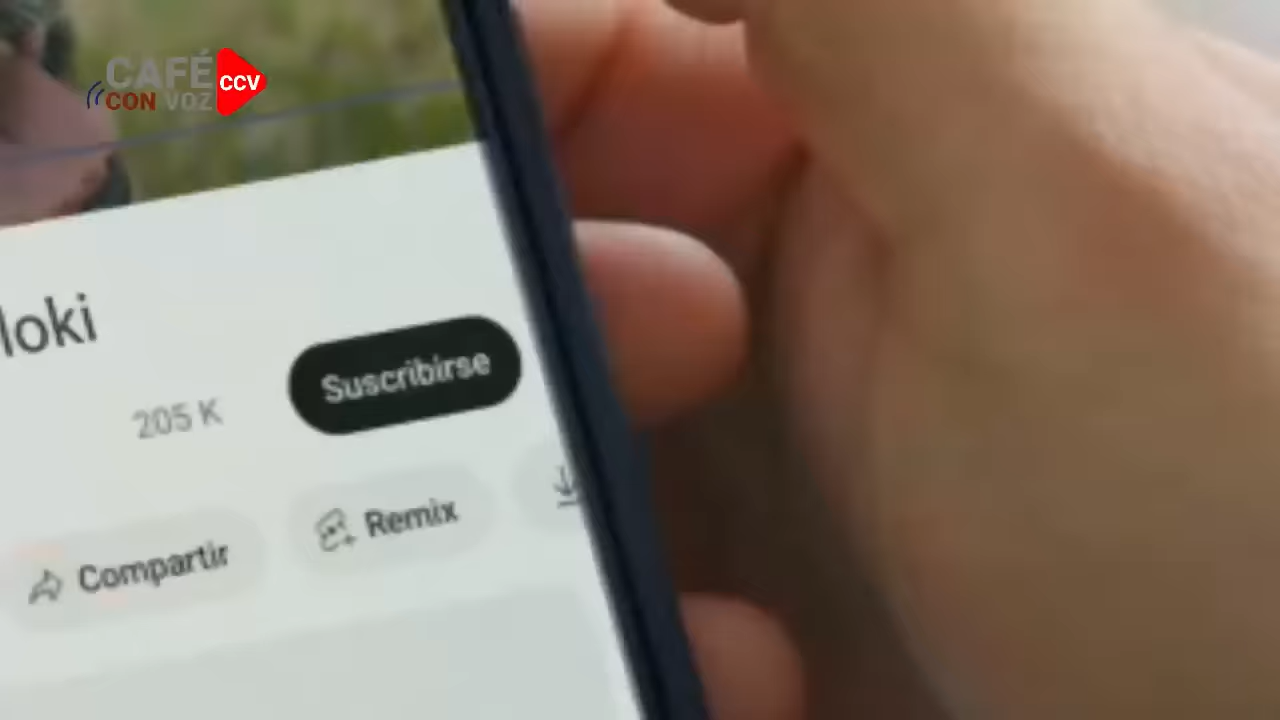 CAFÉ
CON VOZ
CCV
loki
205 K
Suscribirse
Compartir
Remix